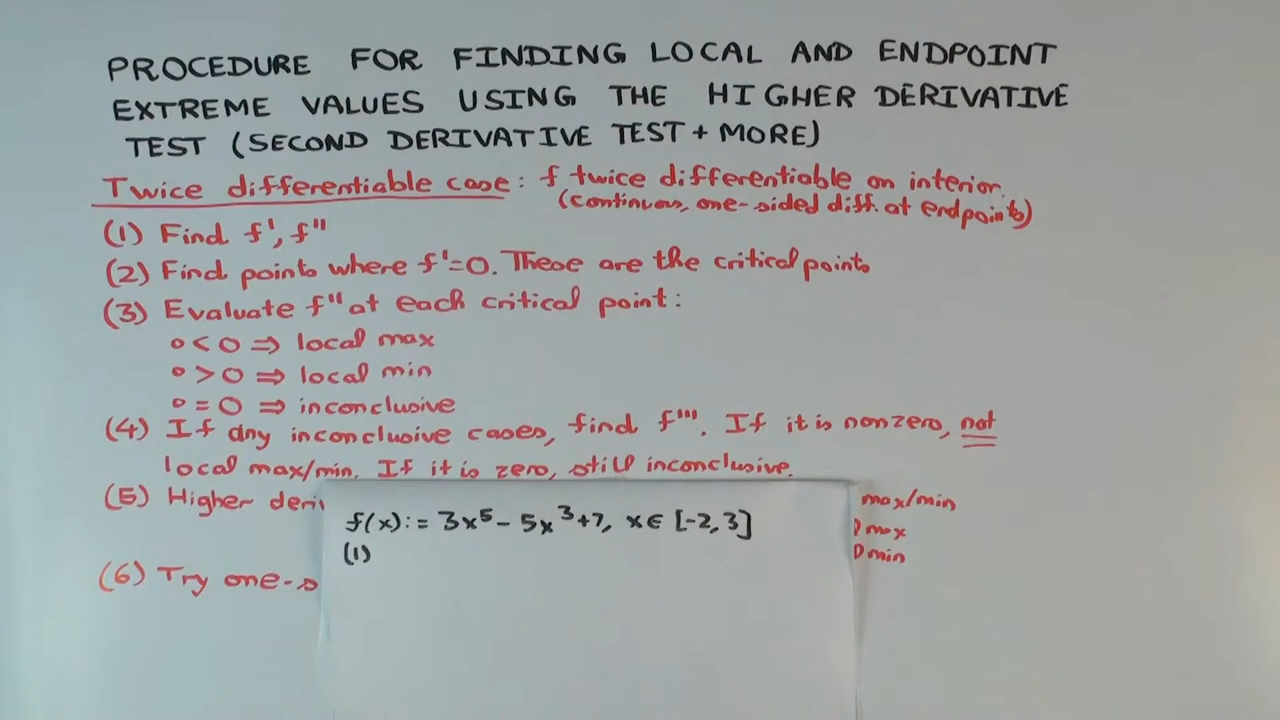 PROCEDURE FOR FINDING LOCAL AND ENDPOINT
EXTREME VALUES USING THE HIGHER DERIVATIVE
TEST (SECOND DERIVATIVE TEST + MORE)
Twice differentiable case: f twice differentiable on interior.
(continuous, one-sided diff. at endpoints)
(1) Find f', f"
(2) Find points where f'=0. These are the critical points
(3) Evaluate f" at each critical point:
∘ < 0 ⇒ local max
∘ > 0 ⇒ local min
∘ = 0 ⇒ inconclusive
(4) If any inconclusive cases, find f'''. If it is nonzero, not
local max/min. If it is zero, still inconclusive.
(5) Higher max/min
max
min
(6) Try one-
f(x) := 3x⁵ - 5x³+7, x ∈ [-2, 3]
(1)